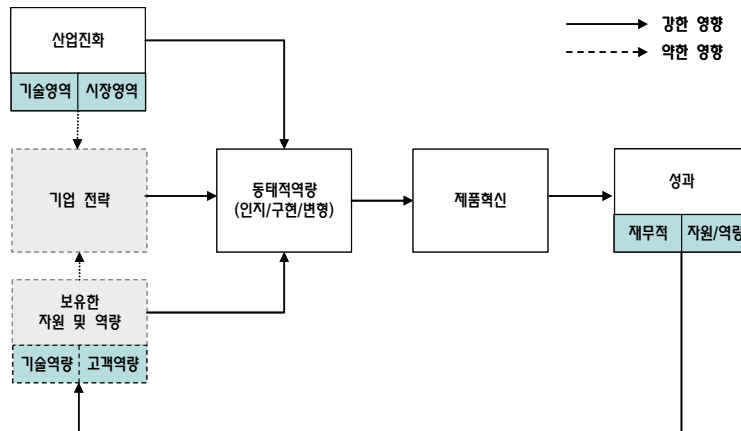 강한 영향
약한 영향
산업진화
기술영역 시장영역
기업 전략
동태적역량
(인지/구현/변형)
제품혁신
성과
재무적 자원/역량
보유한
자원 및 역량
기술역량 고객역량